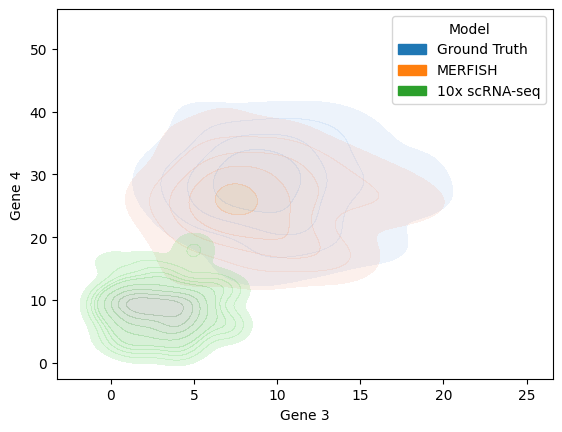 Model
Ground Truth
MERFISH
10x scRNA-seq
50
40
30
20
10
0
Gene 4
0 5 10 15 20 25
Gene 3